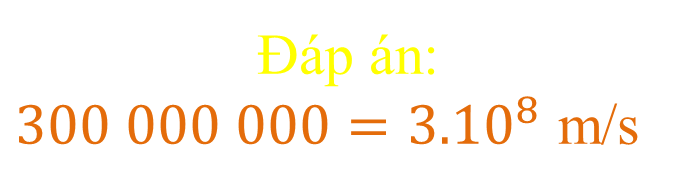 Đáp án:
300 000 000 = 3.10⁸ m/s